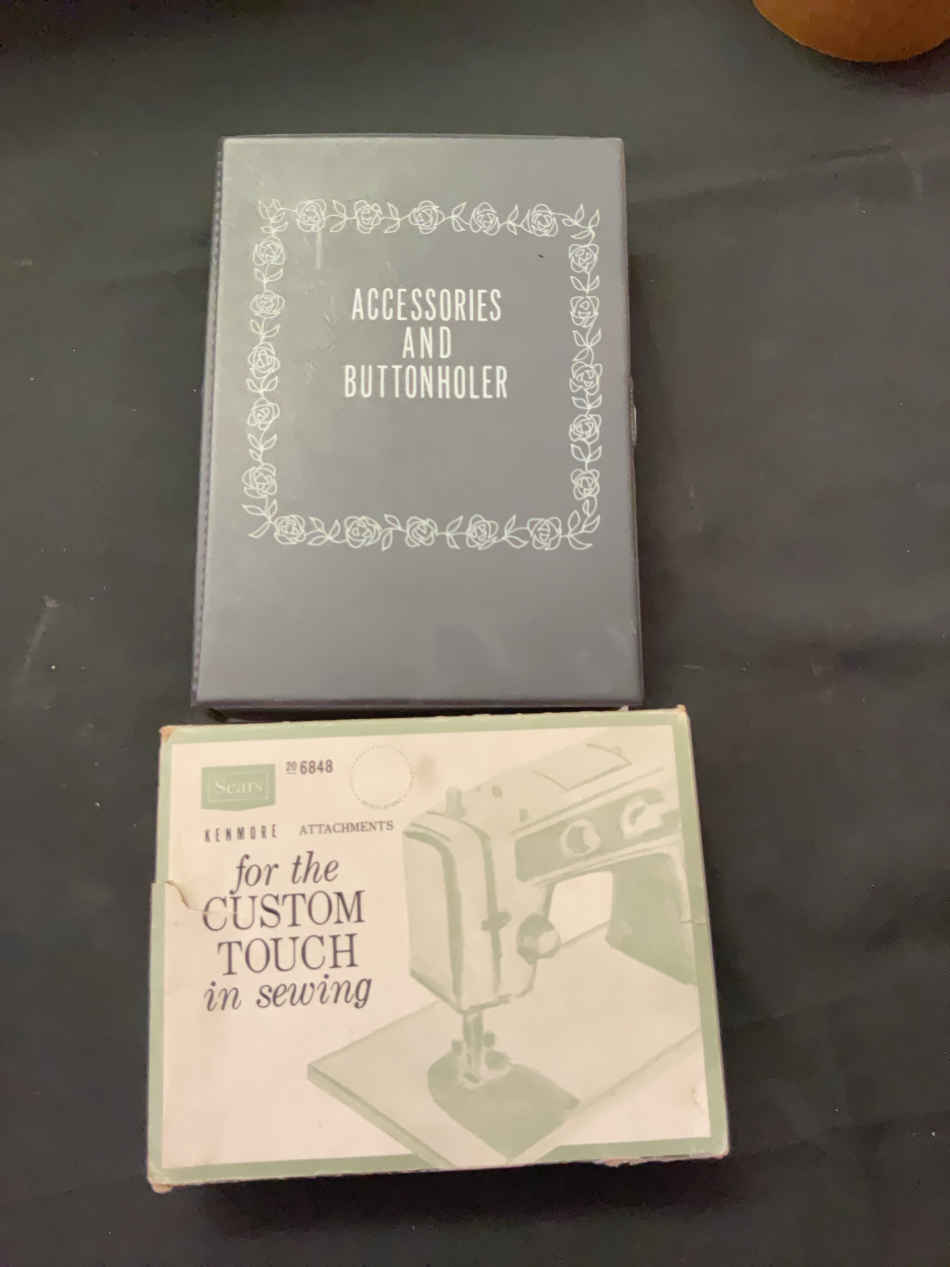 ACCESSORIES
AND
BUTTONHOLER
Sears
20 6848
KENMORE ATTACHMENTS
for the
CUSTOM
TOUCH
in sewing